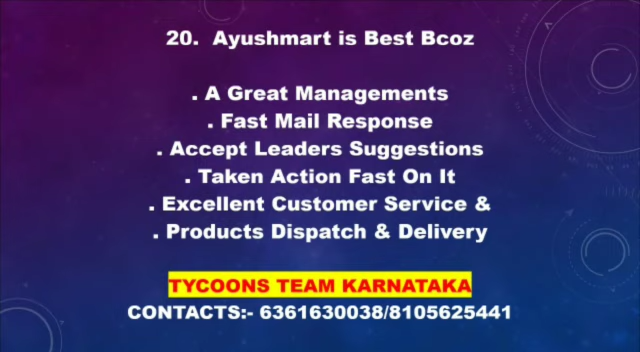 20. Ayushmart is Best Bcoz
. A Great Managements
. Fast Mail Response
. Accept Leaders Suggestions
. Taken Action Fast On It
. Excellent Customer Service &
. Products Dispatch & Delivery
TYCOONS TEAM KARNATAKA
CONTACTS:- 6361630038/8105625441